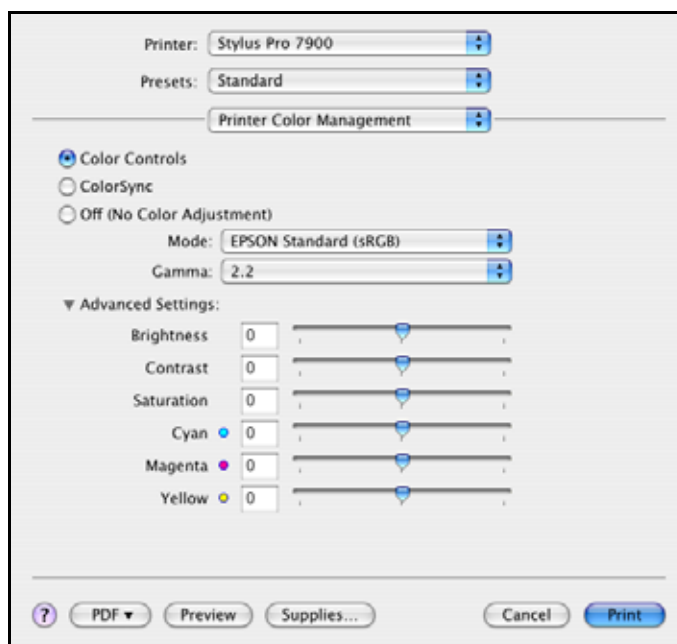 Printer: Stylus Pro 7900
Presets: Standard
Printer Color Management
Color Controls
ColorSync
Off (No Color Adjustment)
Mode: EPSON Standard (sRGB)
Gamma: 2.2
Advanced Settings:
Brightness 0
Contrast 0
Saturation 0
Cyan 0
Magenta 0
Yellow 0
? PDF Preview Supplies... Cancel Print